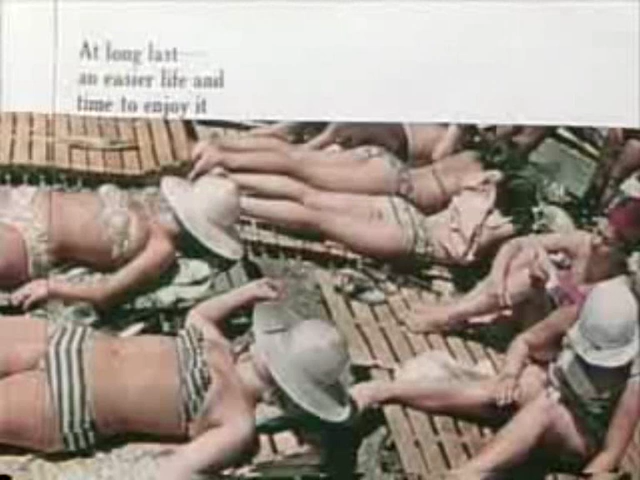 At long last—
an easier life and
time to enjoy it